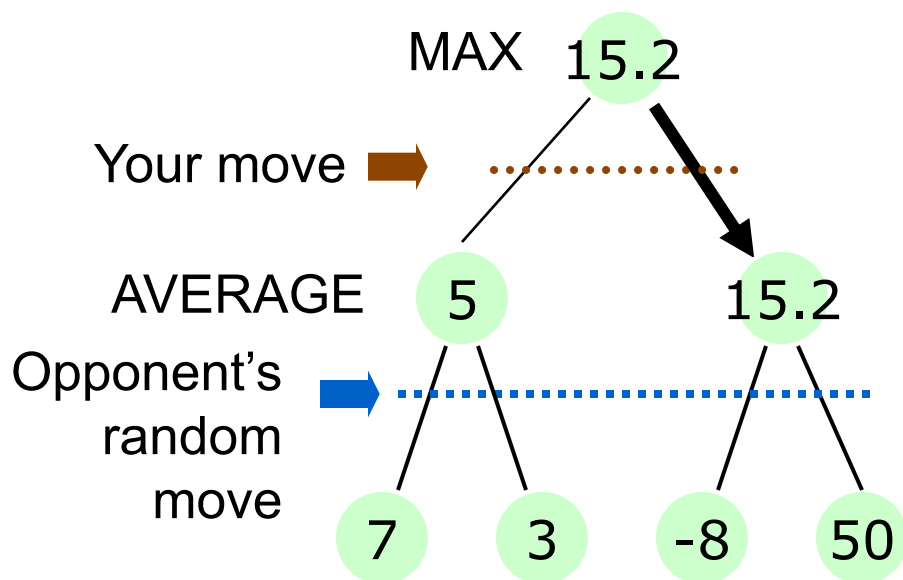 MAX 15.2
Your move
AVERAGE 5 15.2
Opponent’s
random
move
7 3 -8 50